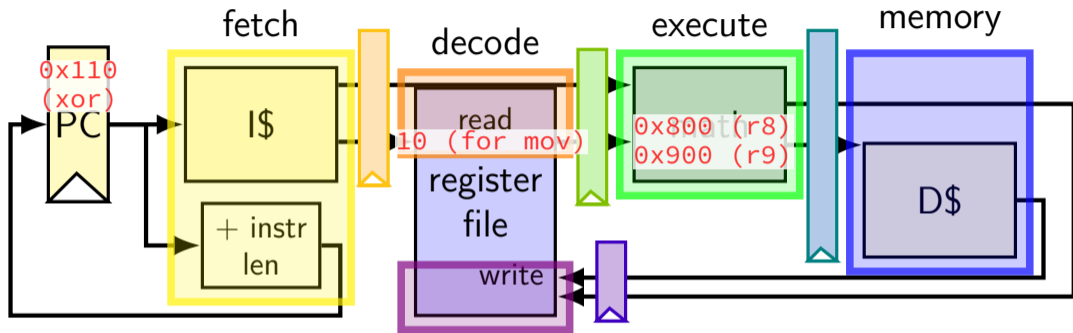 fetch
decode
execute
memory
0x110
(xor)
PC
I$
+ instr
len
read
10 (for mov)
register
file
write
math
0x800 (r8)
0x900 (r9)
D$